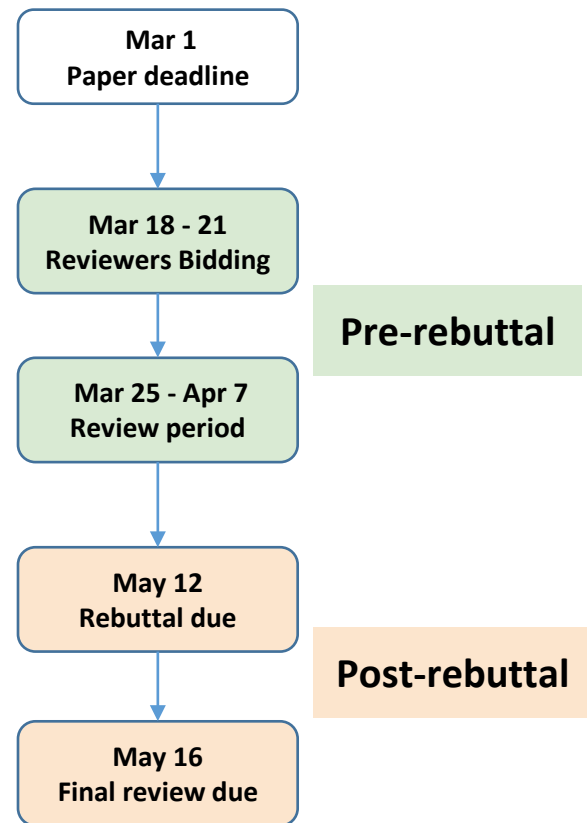 Mar 1
Paper deadline
Mar 18 - 21
Reviewers Bidding
Pre-rebuttal
Mar 25 - Apr 7
Review period
May 12
Rebuttal due
Post-rebuttal
May 16
Final review due